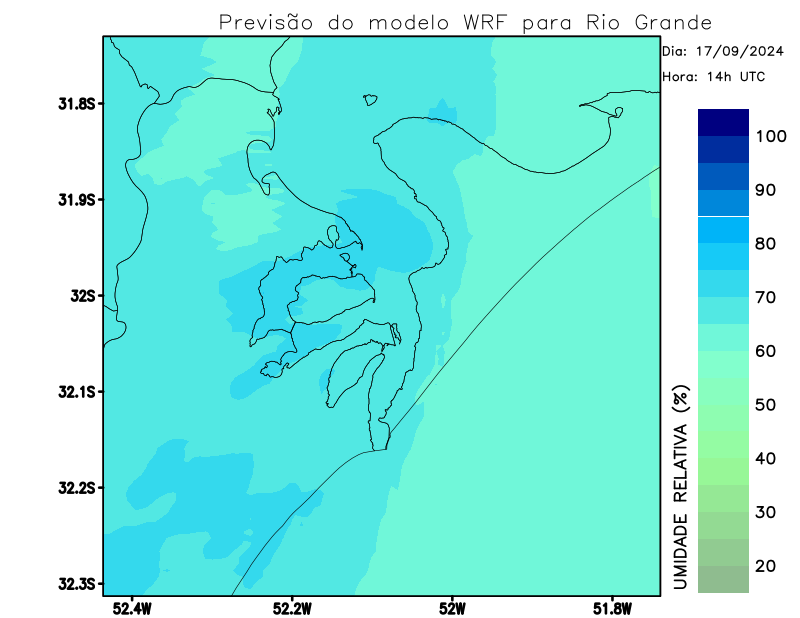 Previsão do modelo WRF para Rio Grande
Dia: 17/09/2024
Hora: 14h UTC
31.8S
31.9S
32S
32.1S
32.2S
32.3S
52.4W
52.2W
52W
51.8W
100
90
80
70
60
50
40
30
20
UMIDADE RELATIVA (%)